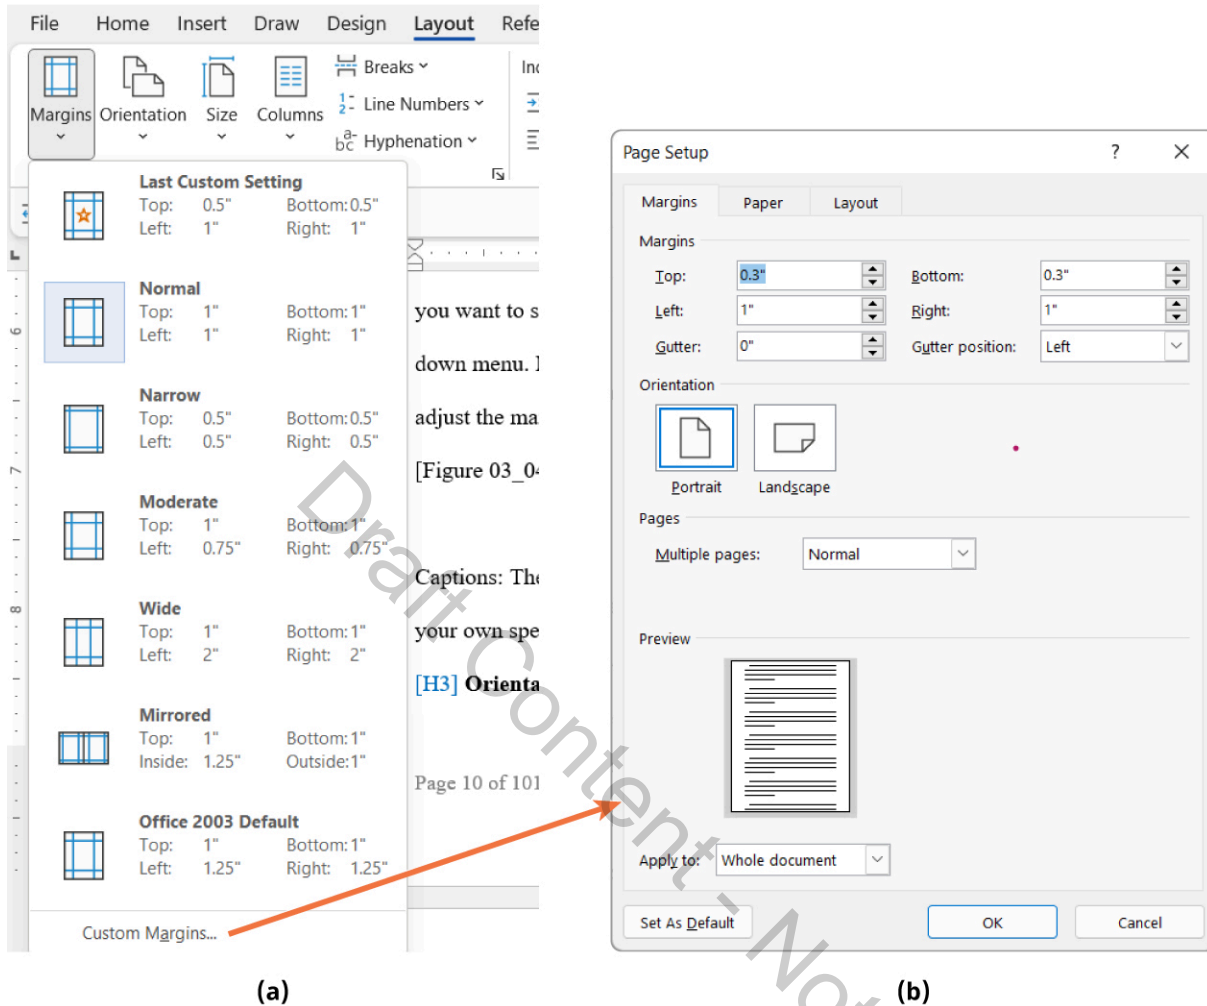 File Home Insert Draw Design Layout Refe
Margins Orientation Size Columns
Breaks
Line Numbers
Hyphenation
Last Custom Setting
Top: 0.5" Bottom: 0.5"
Left: 1" Right: 1"
Normal
Top: 1" Bottom: 1"
Left: 1" Right: 1"
Narrow
Top: 0.5" Bottom: 0.5"
Left: 0.5" Right: 0.5"
Moderate
Top: 1" Bottom: 1"
Left: 0.75" Right: 0.75"
Wide
Top: 1" Bottom: 1"
Left: 2" Right: 2"
Mirrored
Top: 1" Bottom: 1"
Inside: 1.25" Outside: 1"
Office 2003 Default
Top: 1" Bottom: 1"
Left: 1.25" Right: 1.25"
Custom Margins...
6
7
8
you want to s
down menu. I
adjust the ma
[Figure 03_04
Captions: The
your own spe
[H3] Orienta
Page 10 of 101
(a)
Page Setup ?
Margins Paper Layout
Margins
Top: 0.3" Bottom: 0.3"
Left: 1" Right: 1"
Gutter: 0" Gutter position: Left
Orientation
Portrait Landscape
Pages
Multiple pages: Normal
Preview
Apply to: Whole document
Set As Default OK Cancel
(b)
Draft Content - Not